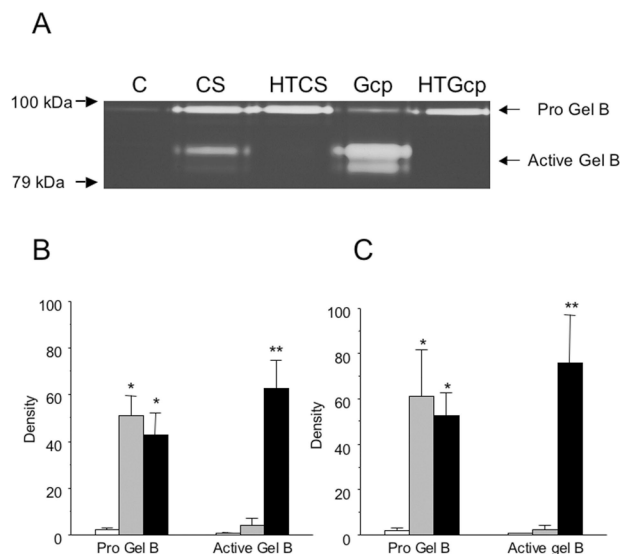 A
C CS HTCS Gcp HTGcp
100 kDa
Pro Gel B
Active Gel B
79 kDa
B
100
80
60
40
20
0
Density
* * **
Pro Gel B Active Gel B
C
100
80
60
40
20
0
Density
* * **
Pro Gel B Active gel B